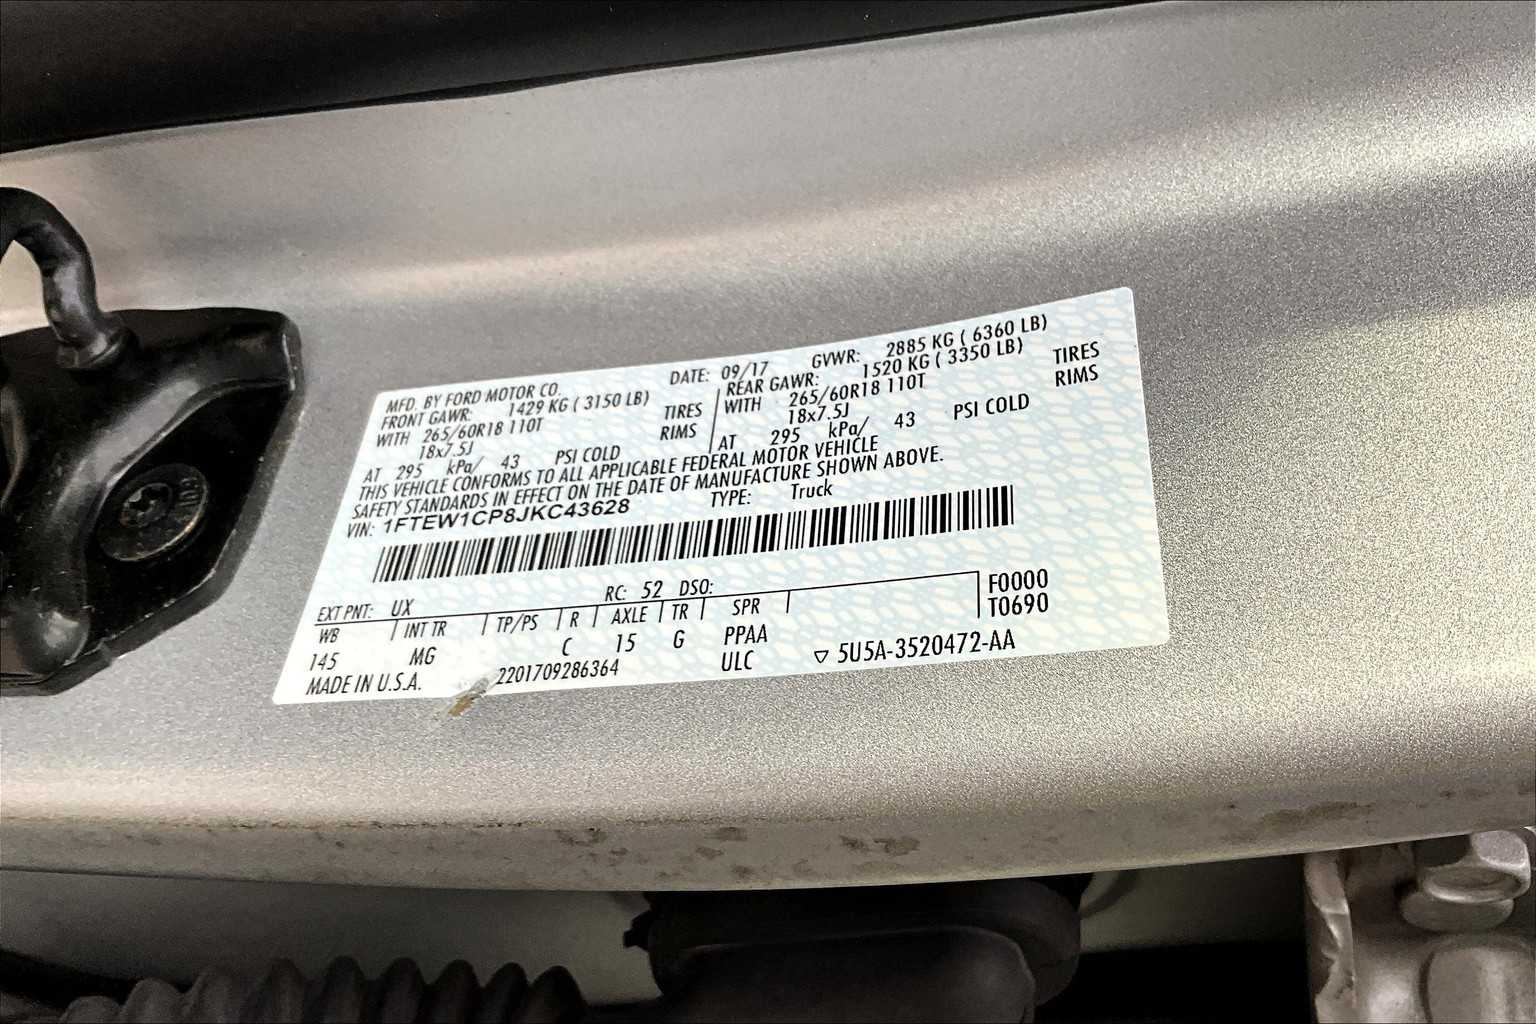 MFD. BY FORD MOTOR CO. DATE: 09/17 GVWR: 2885 KG ( 6360 LB)
FRONT GAWR: 1429 KG ( 3150 LB) REAR GAWR: 1520 KG ( 3350 LB)
WITH 265/60R18 110T TIRES WITH 265/60R18 110T TIRES
18x7.5J RIMS 18x7.5J RIMS
AT 295 kPa/ 43 PSI COLD AT 295 kPa/ 43 PSI COLD
THIS VEHICLE CONFORMS TO ALL APPLICABLE FEDERAL MOTOR VEHICLE
SAFETY STANDARDS IN EFFECT ON THE DATE OF MANUFACTURE SHOWN ABOVE.
VIN: 1FTEW1CP8JKC43628 TYPE: Truck
EXT PNT: UX RC: 52 DSO:
WB INT TR TP/PS R AXLE TR SPR F0000
145 MG C 15 G PPAA T0690
MADE IN U.S.A. 2201709286364 ULC ▽ 5U5A-3520472-AA